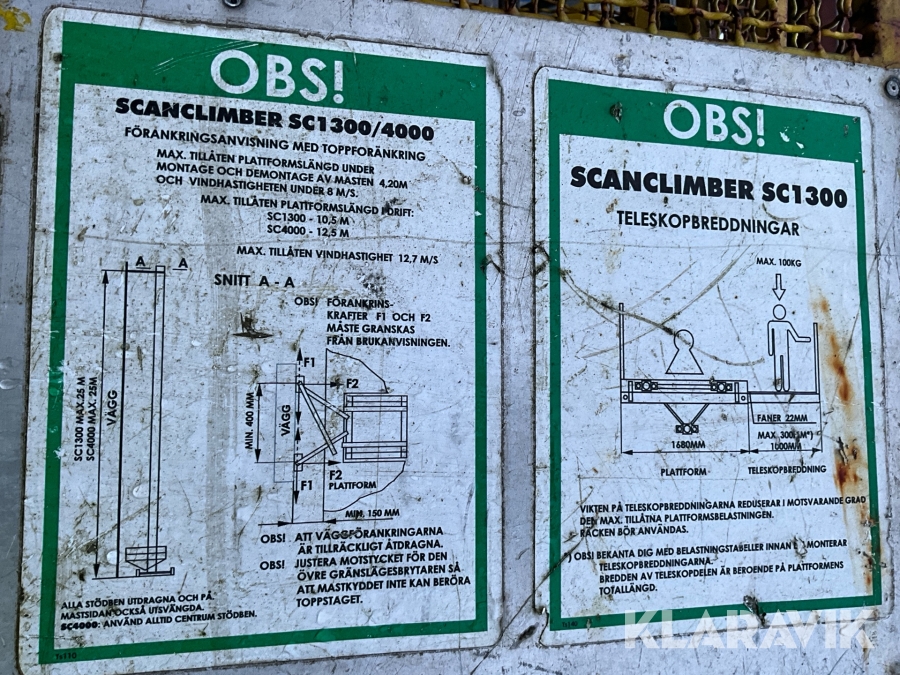 OBS!
SCANCLIMBER SC1300/4000
FÖRANKRINGSANVISNING MED TOPPFORÄNKRING
MAX. TILLÅTEN PLATTFORMSLÄNGD UNDER
MONTAGE OCH DEMONTAGE AV MASTEN 4,20M
OCH VINDHASTIGHETEN UNDER 8 M/S.
MAX. TILLÅTEN PLATTFORMSLÄNGD I DRIFT:
SC1300 - 10,5 M
SC4000 - 12,5 M
MAX. TILLÅTEN VINDHASTIGHET 12,7 M/S
A A
SNITT A - A
OBS! FÖRANKRINS-
KRAFTER F1 OCH F2
MÅSTE GRANSKAS
FRÅN BRUKANVISNINGEN.
SC1300 MAX.25 M
SC4000 MAX. 25M
VÄGG
F1
F2
MIN. 400 MM
VÄGG
F2
F1
PLATTFORM
MIN. 150 MM
OBS! ATT VÄGGFÖRANKRINGARNA
ÄR TILLRÄCKLIGT ÅTDRAGNA.
OBS! JUSTERA MOTSTYCKET FÖR DEN
ÖVRE GRÄNSLÄGESBRYTAREN SÅ
ATT MASTKYDDET INTE KAN BERÖRA
TOPPSTAGET.
ALLA STÖDBEN UTDRAGNA OCH PÅ
MASTSIDAN OCKSÅ UTSVÄNGDA.
SC4000: ANVÄND ALLTID CENTRUM STÖDBEN.
OBS!
SCANCLIMBER SC1300
TELESKOPBREDDNINGAR
MAX. 100KG
FANER 22MM
1680MM
1000MM
PLATTFORM
TELESKOPBREDDNING
VIKTEN PÅ TELESKOPBREDDNINGARNA REDUSERAR I MOTSVARANDE GRAD
DEN MAX. TILLÅTNA PLATTFORMSBELASTNINGEN.
RÄCKEN BÖR ANVÄNDAS.
OBS! BEKANTA DIG MED BELASTNINGSTABELLER INNAN MONTERAR
TELESKOPBREDDNINGARNA.
BREDDEN AV TELESKOPDELEN ÄR BEROENDE PÅ PLATTFORMENS
TOTALLÄNGD.
KLARAVIK